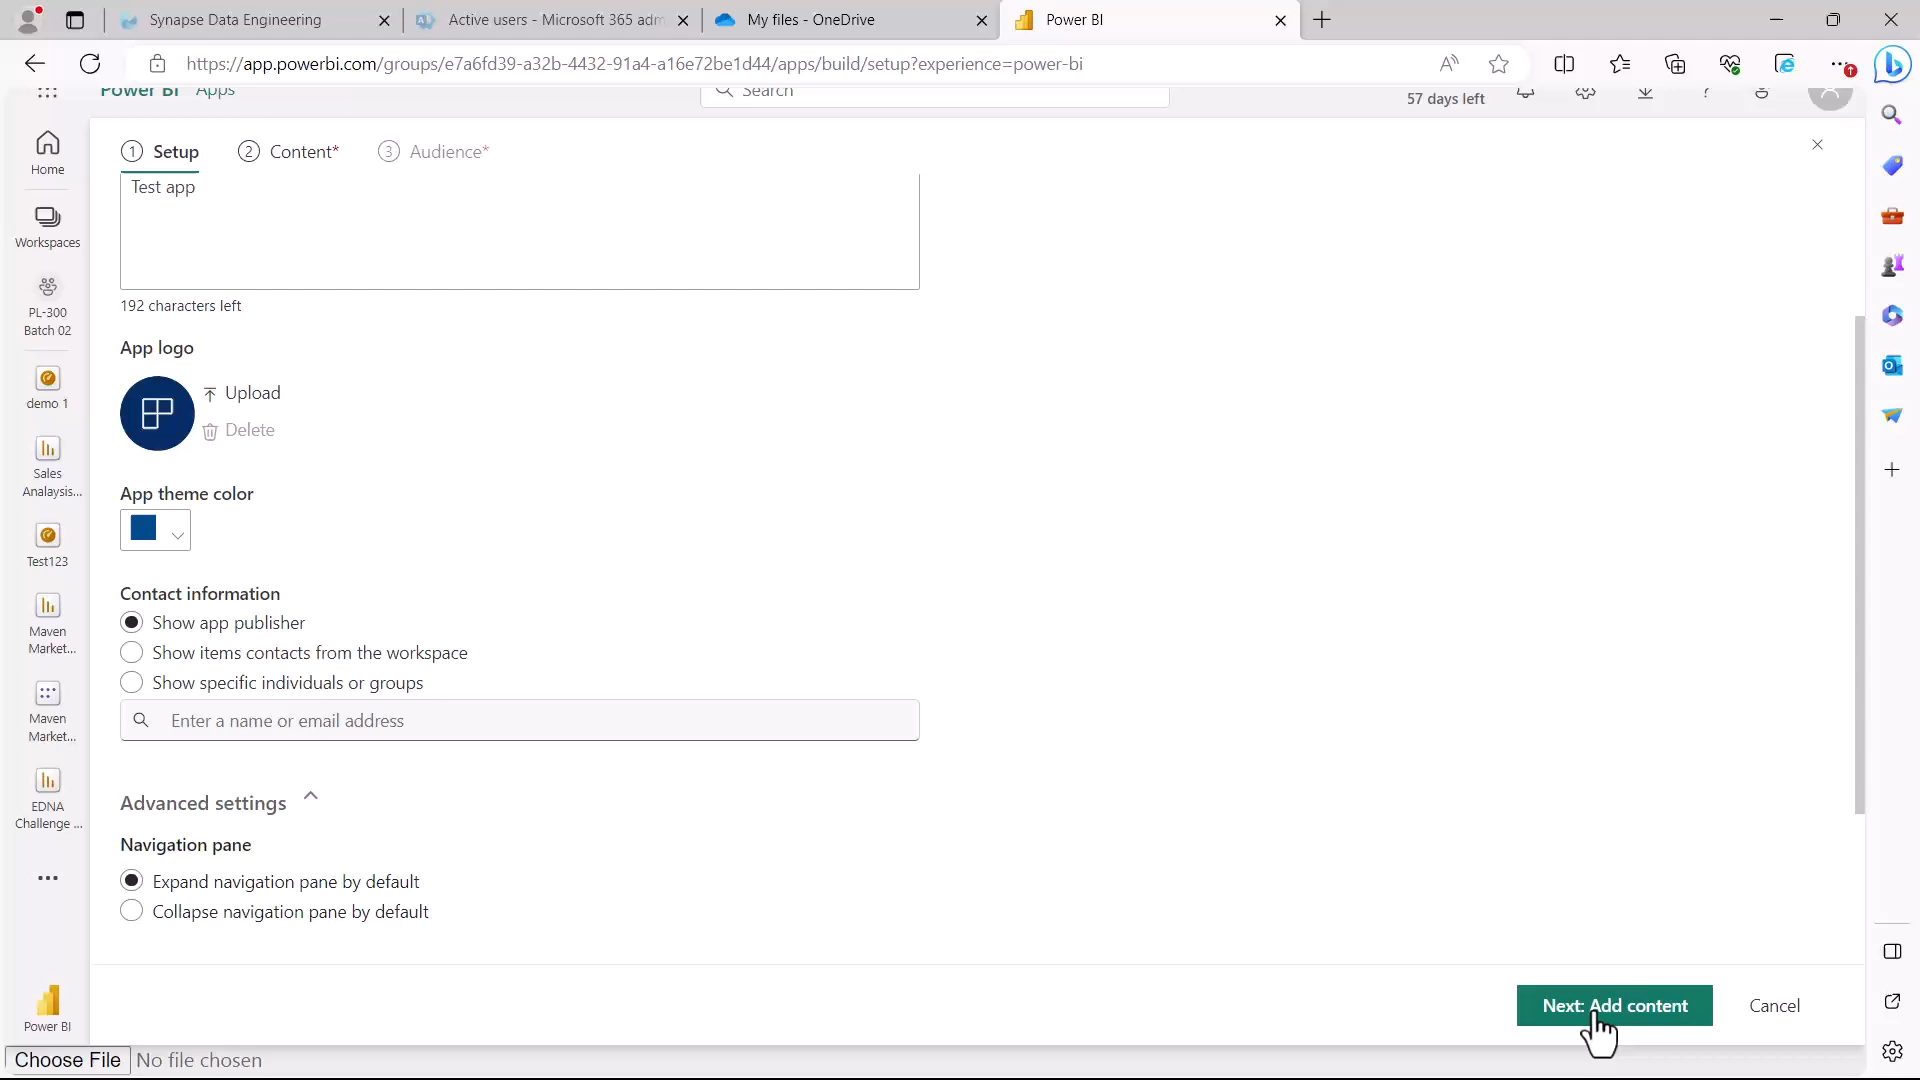 Synapse Data Engineering
Active users - Microsoft 365 adm
My files - OneDrive
Power BI
https://app.powerbi.com/groups/e7a6fd39-a32b-4432-91a4-a16e72be1d44/apps/build/setup?experience=power-bi
Power BI Apps
Search
57 days left
Home
Workspaces
PL-300
Batch 02
demo 1
Sales
Analaysis...
Test123
Maven
Market...
Maven
Market...
EDNA
Challenge ...
Power BI
1 Setup
2 Content*
3 Audience*
Test app
192 characters left
App logo
Upload
Delete
App theme color
Contact information
Show app publisher
Show items contacts from the workspace
Show specific individuals or groups
Enter a name or email address
Advanced settings
Navigation pane
Expand navigation pane by default
Collapse navigation pane by default
Next: Add content
Cancel
Choose File No file chosen